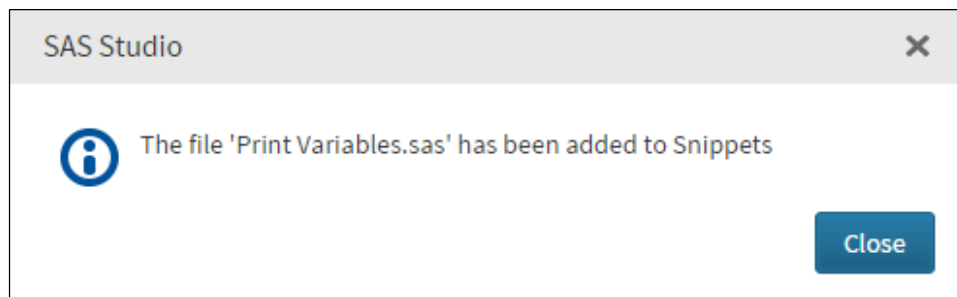 SAS Studio
The file 'Print Variables.sas' has been added to Snippets
Close